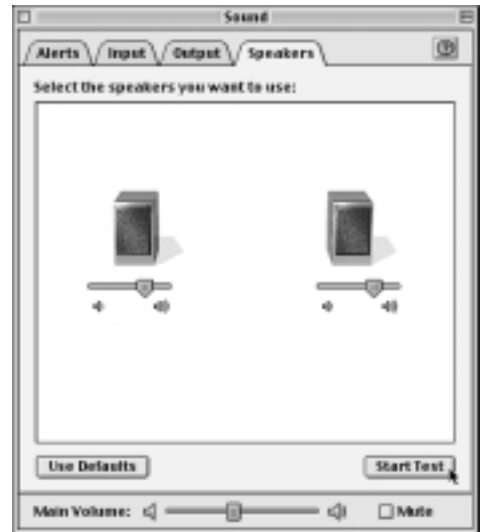 Sound
Alerts Input Output Speakers
Select the speakers you want to use:
Use Defaults Start Test
Main Volume: Mute